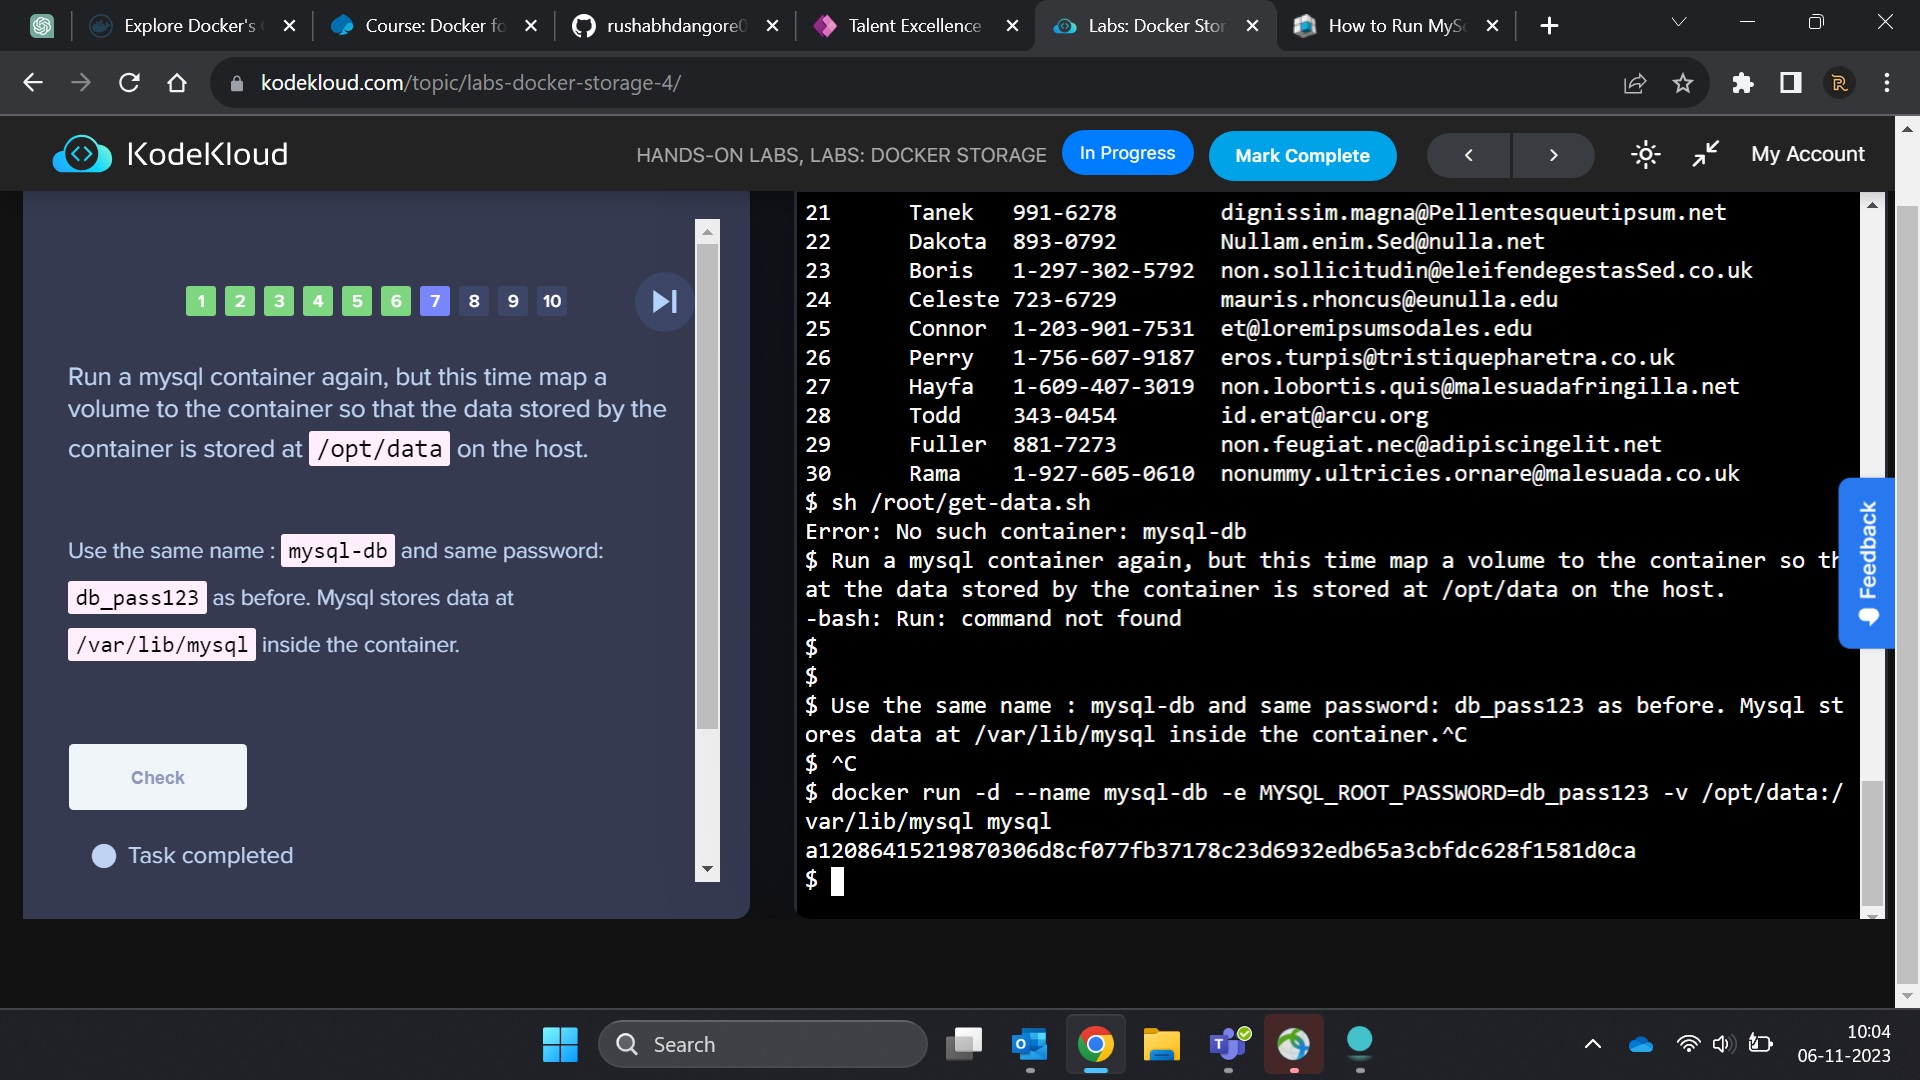 Explore Docker's
Course: Docker fo
rushabhdangore0
Talent Excellence
Labs: Docker Stor
How to Run MySo
kodekloud.com/topic/labs-docker-storage-4/
R
KodeKloud
HANDS-ON LABS, LABS: DOCKER STORAGE
In Progress
Mark Complete
My Account
1 2 3 4 5 6 7 8 9 10
Run a mysql container again, but this time map a
volume to the container so that the data stored by the
container is stored at /opt/data on the host.
Use the same name : mysql-db and same password:
db_pass123 as before. Mysql stores data at
/var/lib/mysql inside the container.
Check
Task completed
21 Tanek 991-6278 dignissim.magna@Pellentesqueutipsum.net
22 Dakota 893-0792 Nullam.enim.Sed@nulla.net
23 Boris 1-297-302-5792 non.sollicitudin@eleifendegestasSed.co.uk
24 Celeste 723-6729 mauris.rhoncus@eunulla.edu
25 Connor 1-203-901-7531 et@loremipsumsodales.edu
26 Perry 1-756-607-9187 eros.turpis@tristiquepharetra.co.uk
27 Hayfa 1-609-407-3019 non.lobortis.quis@malesuadafringilla.net
28 Todd 343-0454 id.erat@arcu.org
29 Fuller 881-7273 non.feugiat.nec@adipiscingelit.net
30 Rama 1-927-605-0610 nonummy.ultricies.ornare@malesuada.co.uk
$ sh /root/get-data.sh
Error: No such container: mysql-db
$ Run a mysql container again, but this time map a volume to the container so th
at the data stored by the container is stored at /opt/data on the host.
-bash: Run: command not found
$
$
$ Use the same name : mysql-db and same password: db_pass123 as before. Mysql st
ores data at /var/lib/mysql inside the container.^C
$ ^C
$ docker run -d --name mysql-db -e MYSQL_ROOT_PASSWORD=db_pass123 -v /opt/data:/
var/lib/mysql mysql
a12086415219870306d8cf077fb37178c23d6932edb65a3cbfdc628f1581d0ca
$
Feedback
Search
10:04
06-11-2023